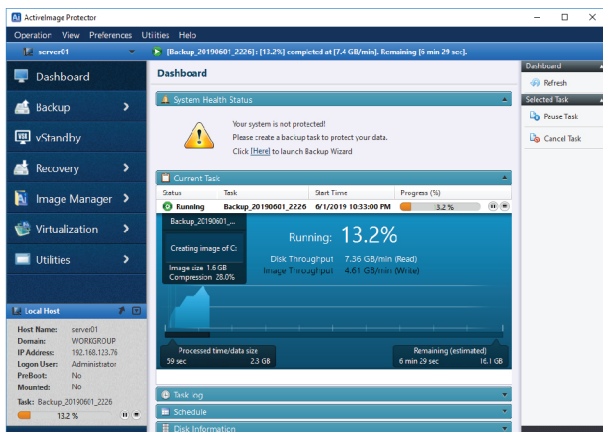 ActiveImage Protector
Operation View Preferences Utilities Help
server01
[Backup_20190601_2226] : [13.2%] completed at [7.4 GB/min]. Remaining [6 min 29 sec].
Dashboard
Backup
vStandby
Recovery
Image Manager
Virtualization
Utilities
Local Host
Host Name: server01
Domain: WORKGROUP
IP Address: 192.168.123.76
Logon User: Administrator
PreBoot: No
Mounted: No
Task: Backup_20190601_2226
13.2 %
Dashboard
System Health Status
Your system is not protected!
Please create a backup task to protect your data.
Click [Here] to launch Backup Wizard
Current Task
Status Task Start Time Progress (%)
Running Backup_20190601_2226 6/1/2019 10:33:00 PM 13.2 %
Backup_20190601_...
Creating image of C:
Image size 1.6 GB
Compression 28.0%
Running: 13.2%
Disk Throughput 7.36 GB/min (Read)
Image Throughput 4.61 GB/min (Write)
Processed time/data size
59 sec 2.3 GB
Remaining (estimated)
6 min 29 sec 16.1 GB
Task log
Schedule
Disk Information
Dashboard
Refresh
Selected Task
Pause Task
Cancel Task